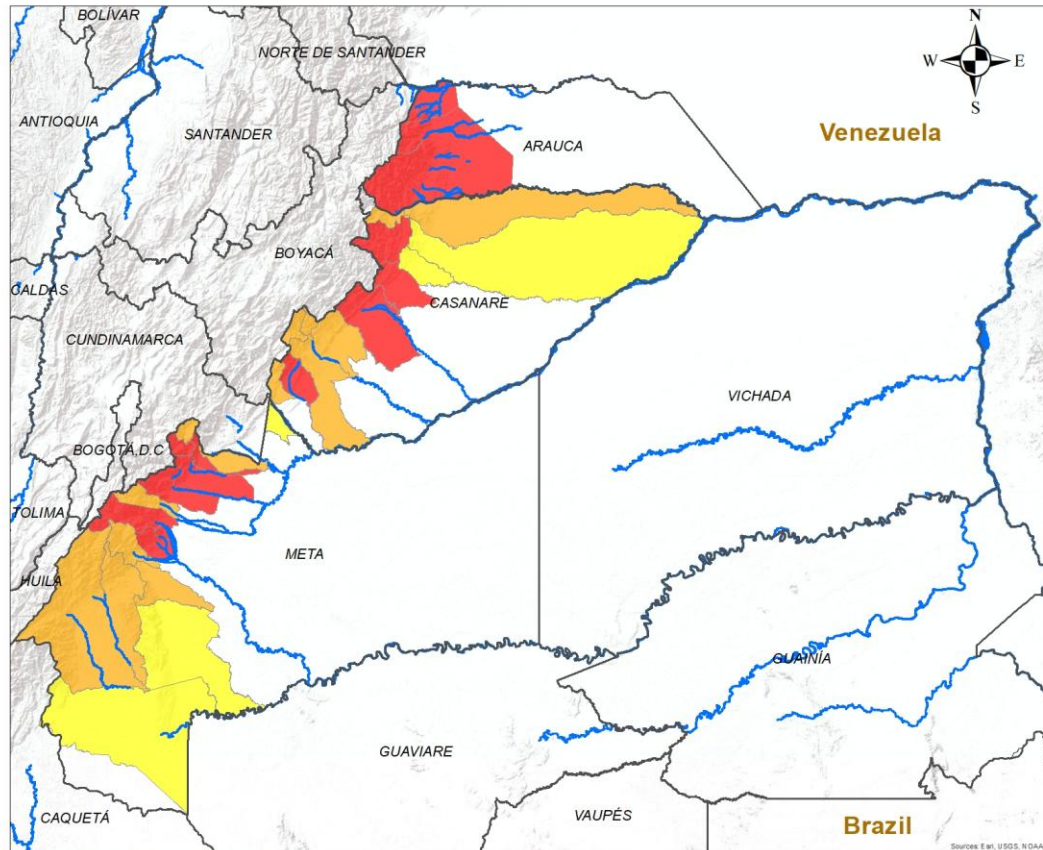 BOLÍVAR
NORTE DE SANTANDER
N
W
E
S
ANTIOQUIA
SANTANDER
ARAUCA
Venezuela
BOYACÁ
CALDAS
CASANARE
CUNDINAMARCA
VICHADA
BOGOTÁ,D.C
TOLIMA
META
HUILA
GUAINÍA
GUAVIARE
CAQUETÁ
VAUPÉS
Brazil
Sources: Esri, USGS, NOAA